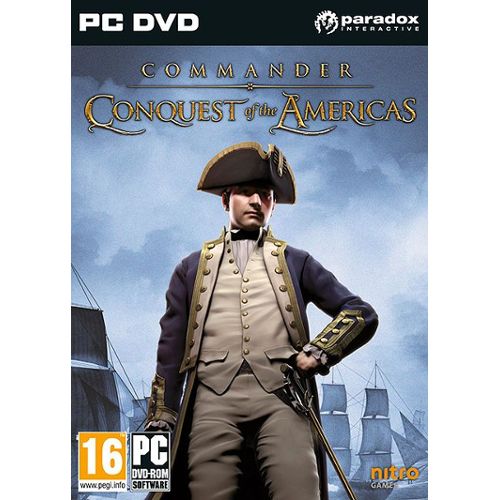 PC DVD
paradox
INTERACTIVE
COMMANDER
CONQUEST of the AMERICAS
16
www.pegi.info
PC
DVD-ROM
SOFTWARE
nitro
GAMES